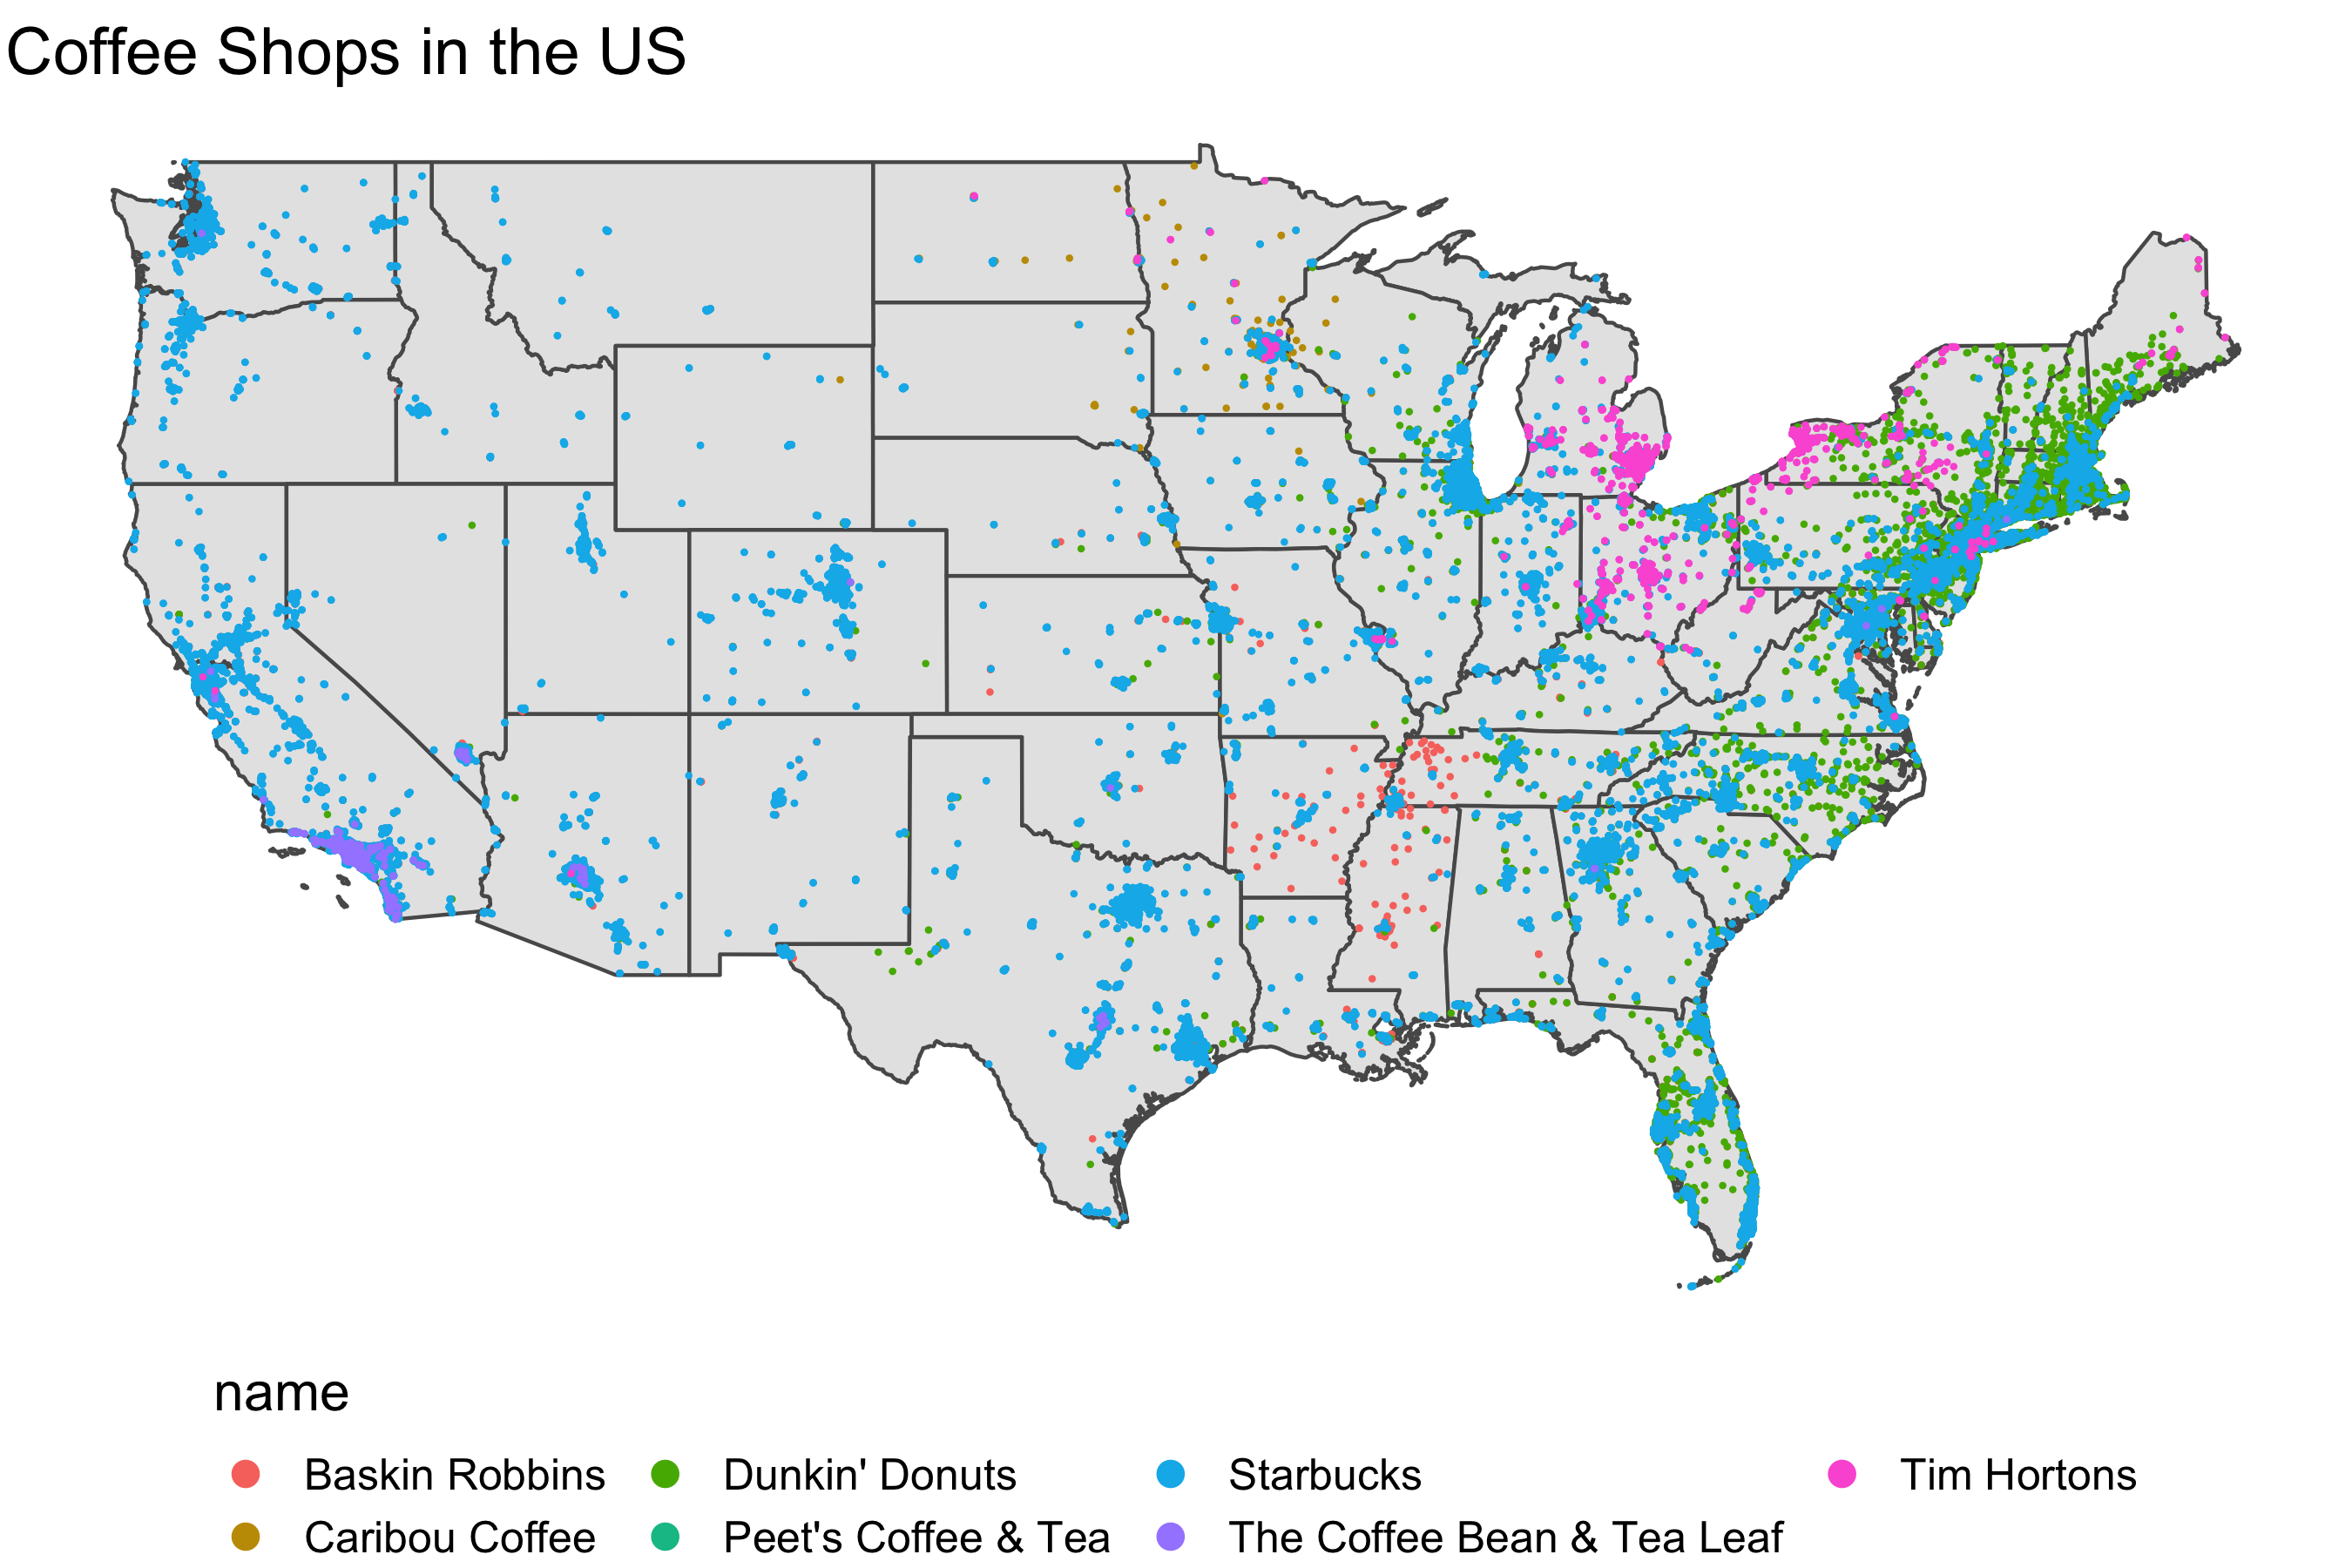 Coffee Shops in the US
name
Baskin Robbins Dunkin' Donuts Starbucks Tim Hortons
Caribou Coffee Peet's Coffee & Tea The Coffee Bean & Tea Leaf